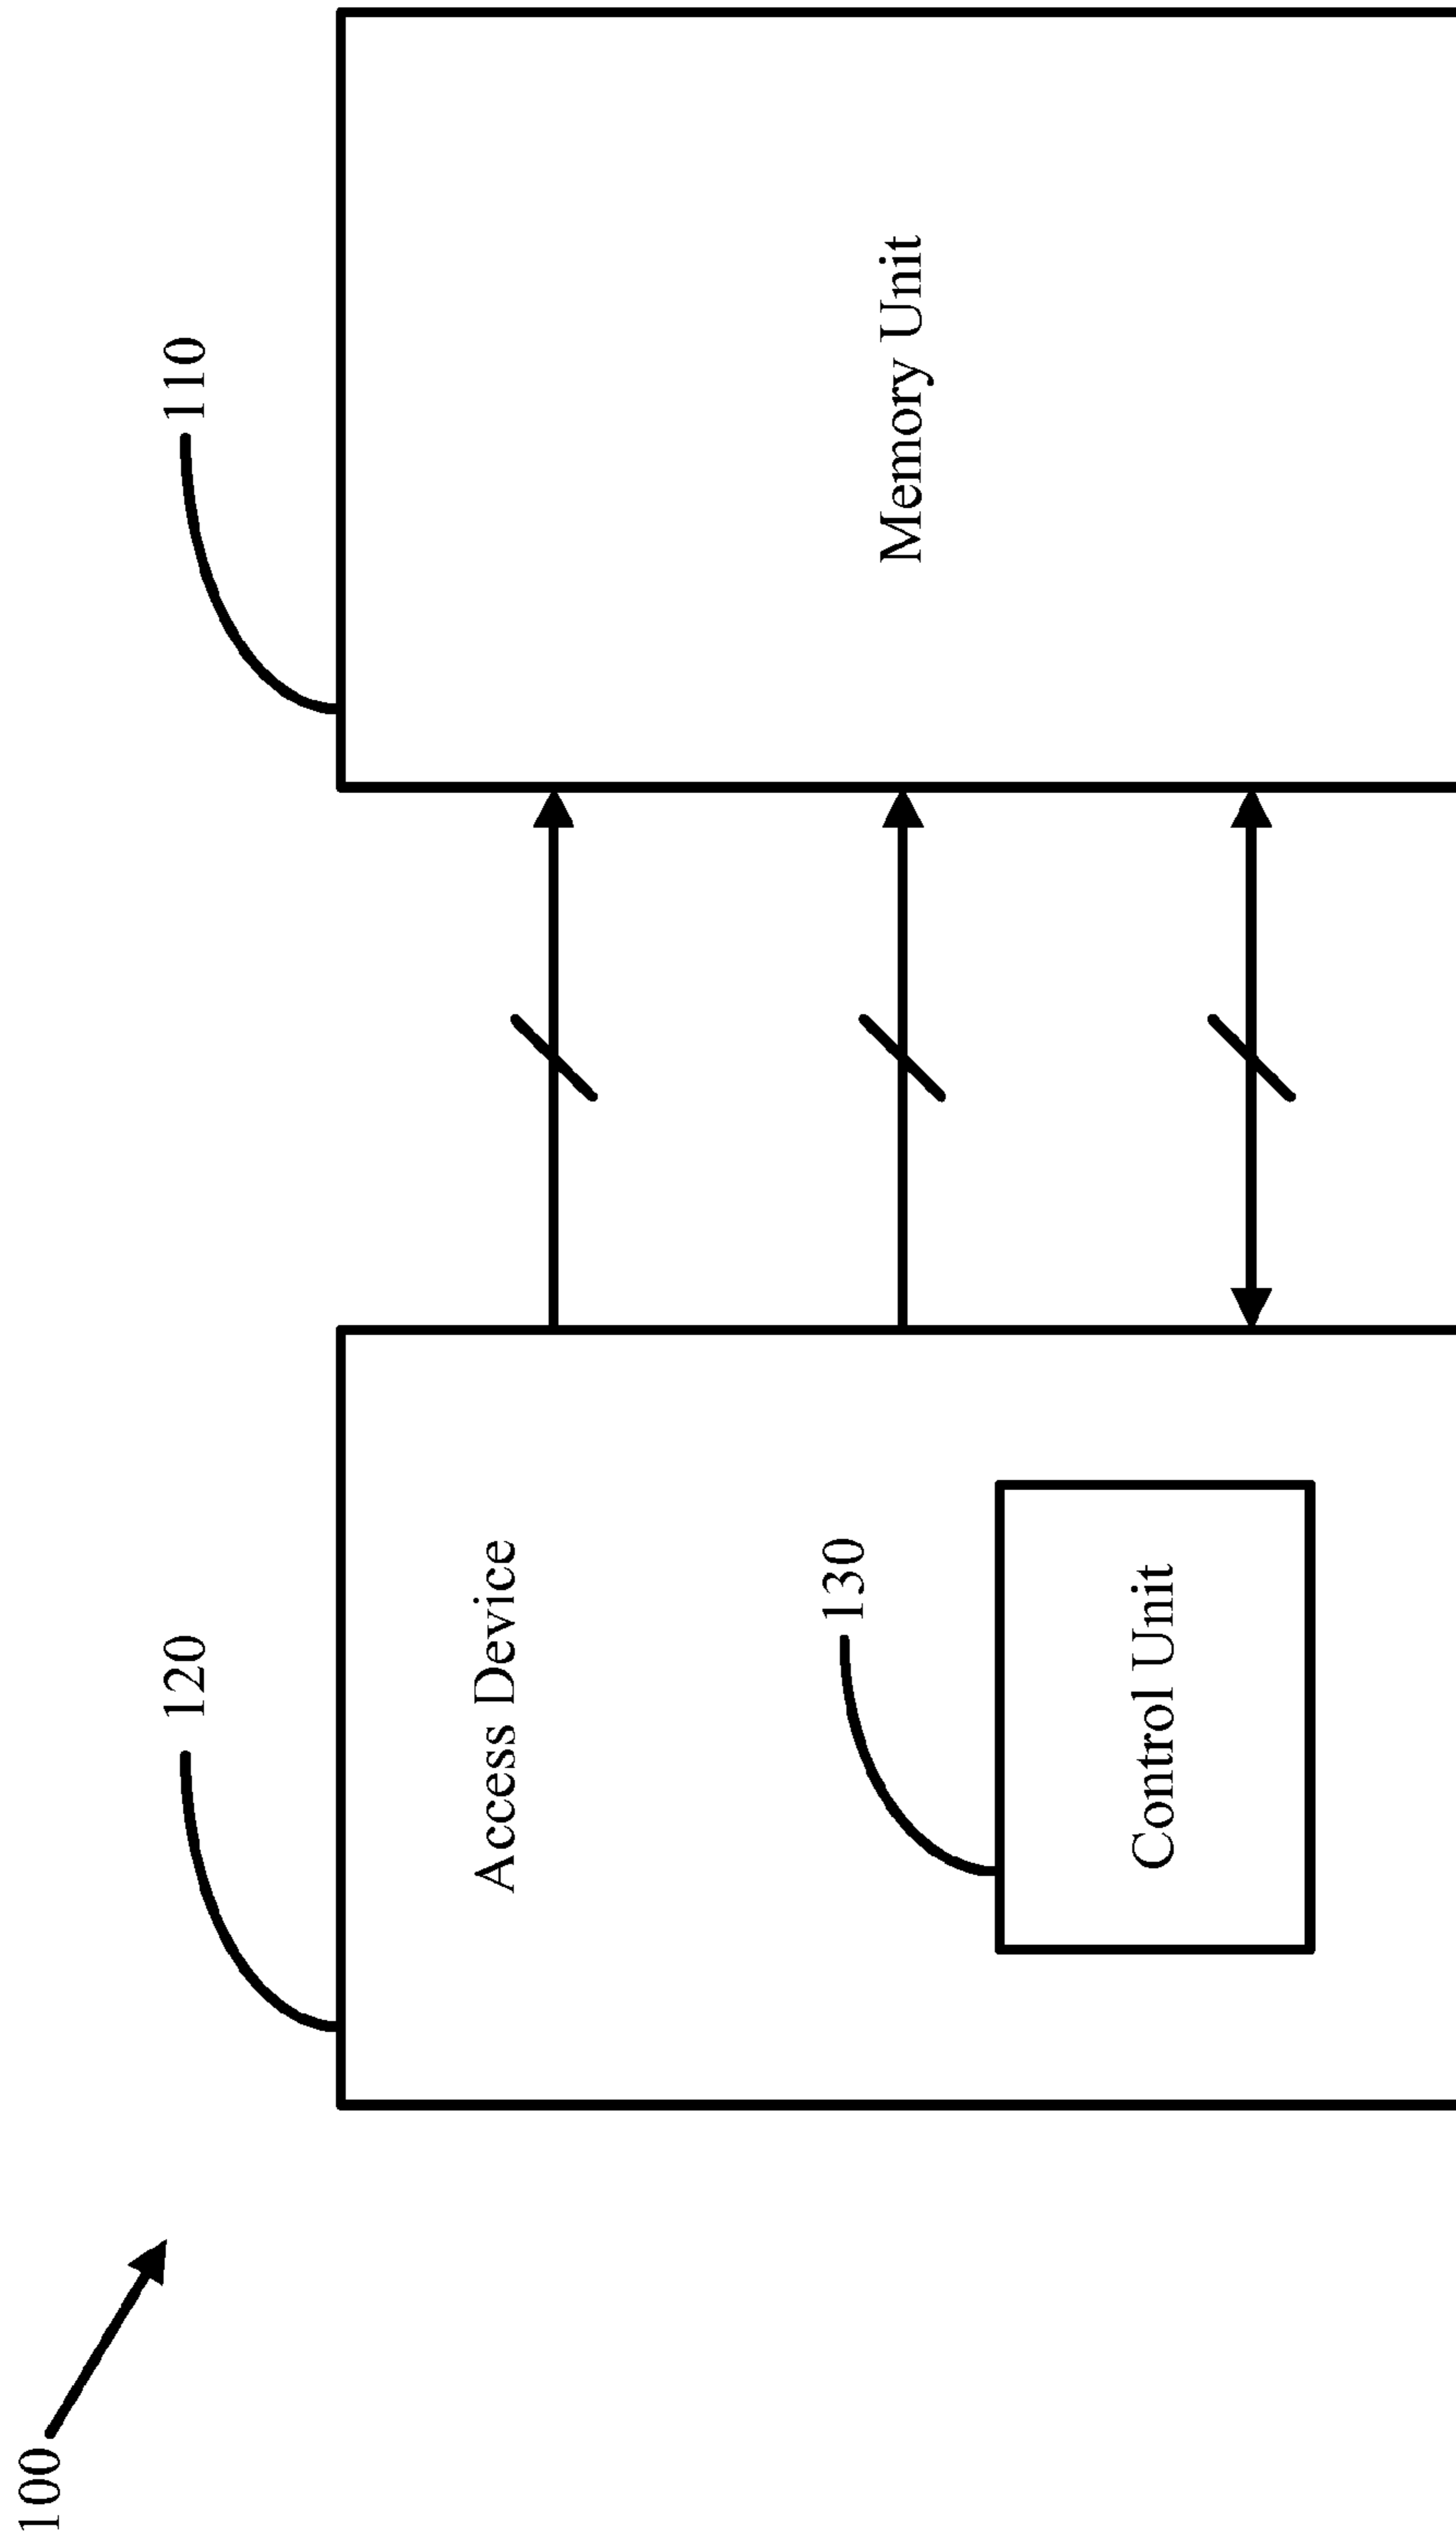 100
120
110
Access Device
Memory Unit
130
Control Unit